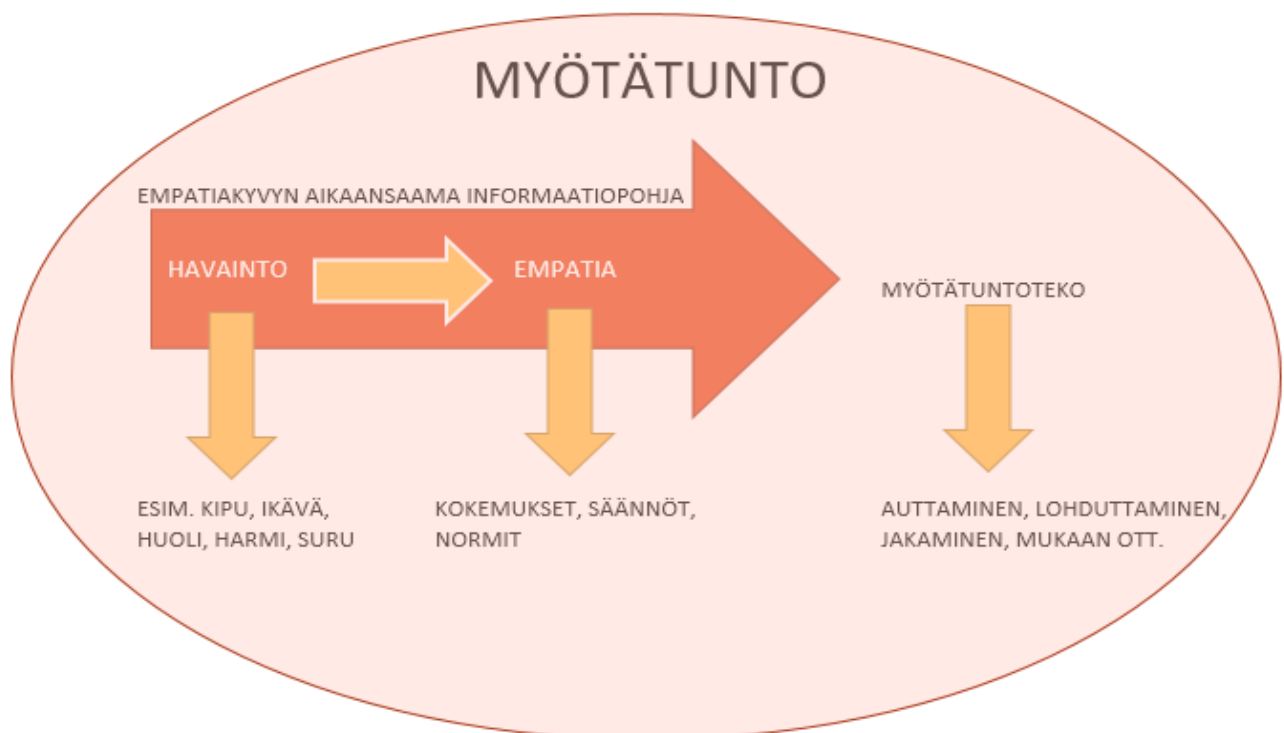 MYÖTÄTUNTO
EMPATIAKYVYN AIKAANSAAMA INFORMAATIOPOHJA
HAVAINTO
EMPATIA
MYÖTÄTUNTOTEKO
ESIM. KIPU, IKÄVÄ,
HUOLI, HARMI, SURU
KOKEMUKSET, SÄÄNNÖT,
NORMIT
AUTTAMINEN, LOHDUTTAMINEN,
JAKAMINEN, MUKAAN OTT.